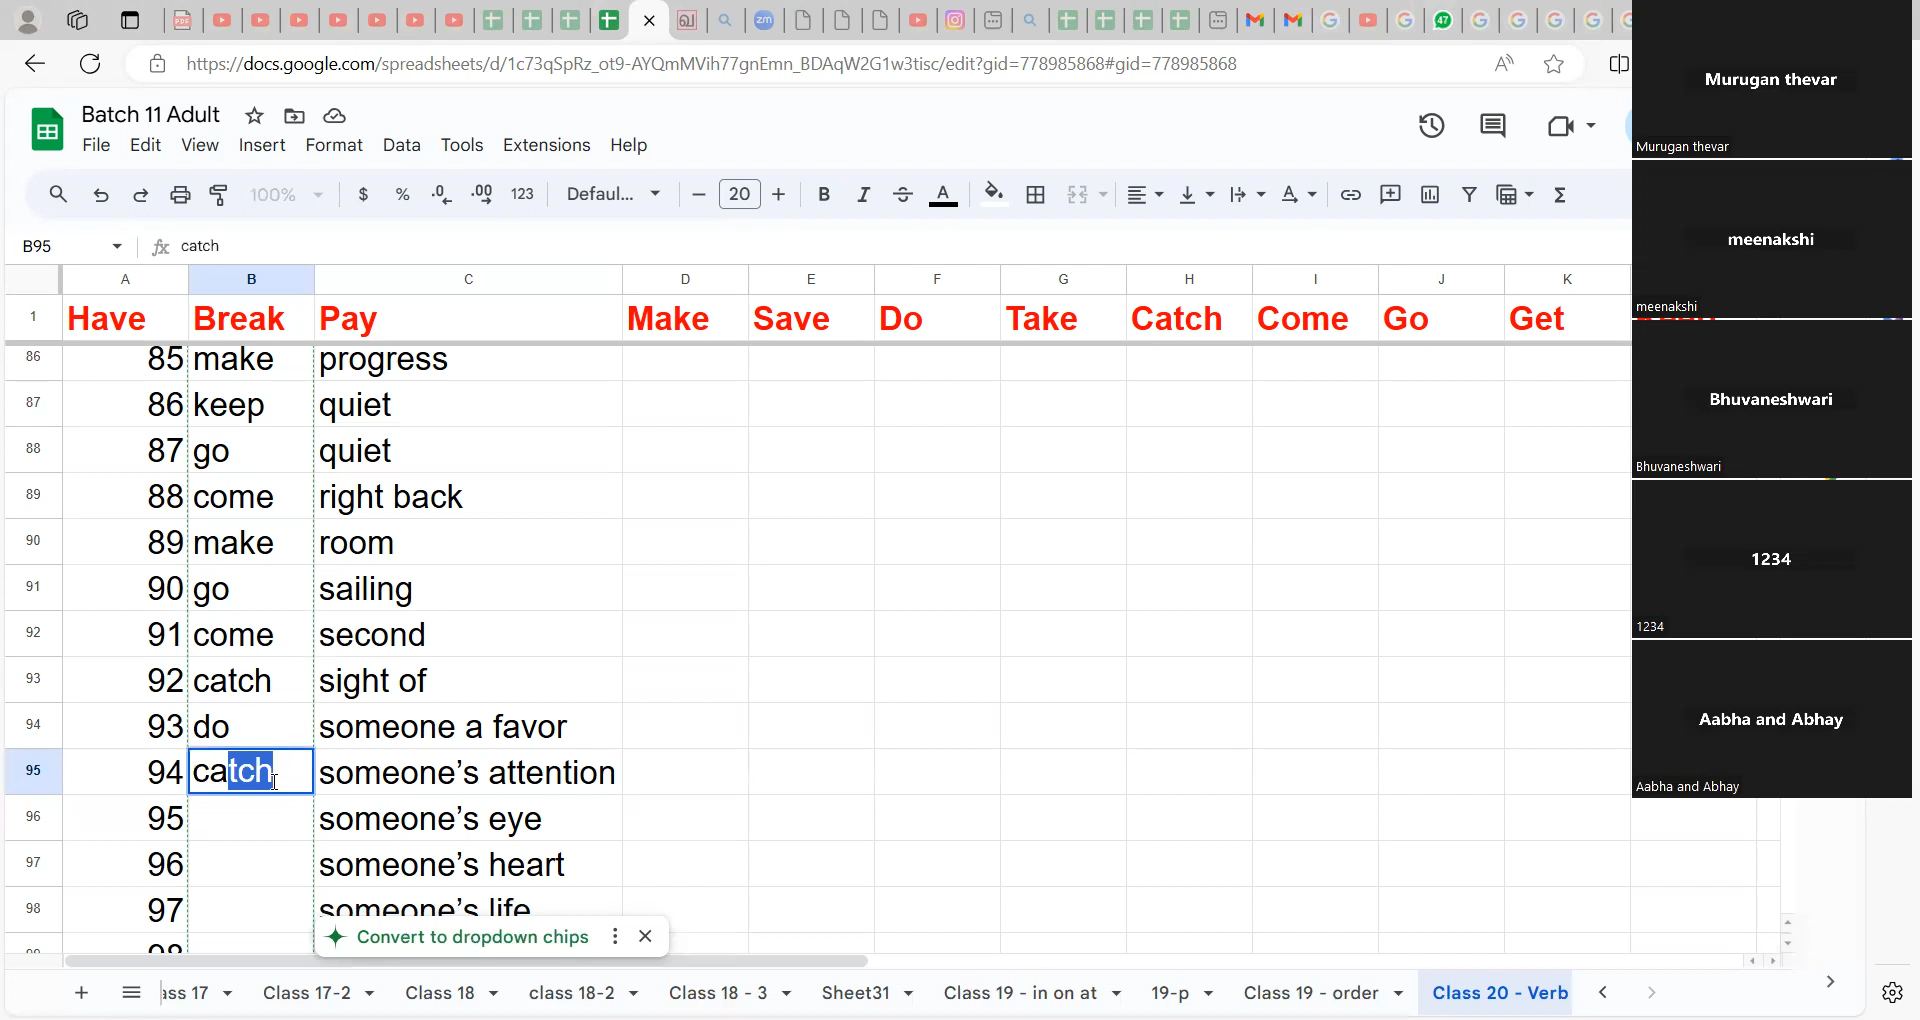 https://docs.google.com/spreadsheets/d/1c73qSpRz_ot9-AYQmMVih77gnEmn_BDAqW2G1w3tisc/edit?gid=778985868#gid=778985868
Batch 11 Adult
File Edit View Insert Format Data Tools Extensions Help
100% $ % .0 .00 123 Defaul... 20 B I A
B95 fx catch
A B C D E F G H I J K
1 Have Break Pay Make Save Do Take Catch Come Go Get
86 85 make progress
87 86 keep quiet
88 87 go quiet
89 88 come right back
90 89 make room
91 90 go sailing
92 91 come second
93 92 catch sight of
94 93 do someone a favor
95 94 catch someone’s attention
96 95 someone’s eye
97 96 someone’s heart
98 97 someone’s life
98
Convert to dropdown chips
ass 17 Class 17-2 Class 18 class 18-2 Class 18 - 3 Sheet31 Class 19 - in on at 19-p Class 19 - order Class 20 - Verb
Murugan thevar
Murugan thevar
meenakshi
meenakshi
Bhuvaneshwari
Bhuvaneshwari
1234
1234
Aabha and Abhay
Aabha and Abhay